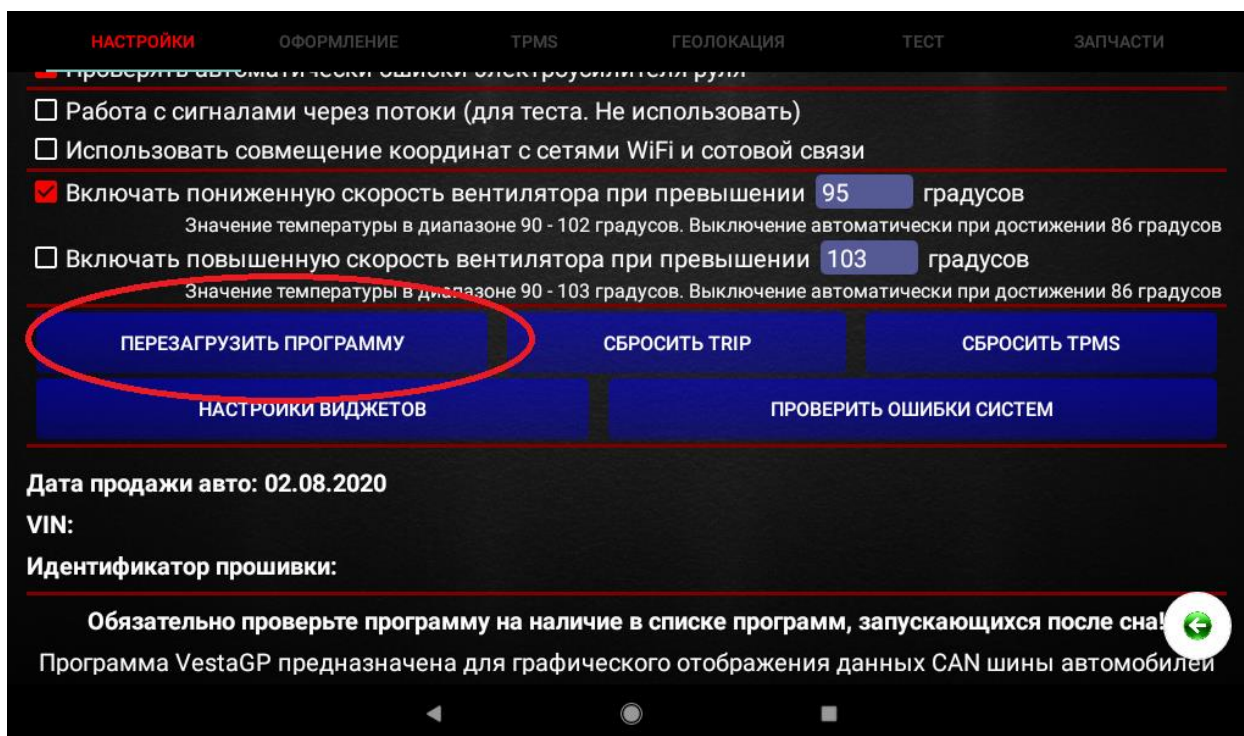 НАСТРОЙКИ ОФОРМЛЕНИЕ TPMS ГЕОЛОКАЦИЯ ТЕСТ ЗАПЧАСТИ
Проверять автоматически ошибки электроусилителя руля
Работа с сигналами через потоки (для теста. Не использовать)
Использовать совмещение координат с сетями WiFi и сотовой связи
Включать пониженную скорость вентилятора при превышении 95 градусов
Значение температуры в диапазоне 90 - 102 градусов. Выключение автоматически при достижении 86 градусов
Включать повышенную скорость вентилятора при превышении 103 градусов
Значение температуры в диапазоне 90 - 103 градусов. Выключение автоматически при достижении 86 градусов
ПЕРЕЗАГРУЗИТЬ ПРОГРАММУ СБРОСИТЬ TRIP СБРОСИТЬ TPMS
НАСТРОЙКИ ВИДЖЕТОВ ПРОВЕРИТЬ ОШИБКИ СИСТЕМ
Дата продажи авто: 02.08.2020
VIN:
Идентификатор прошивки:
Обязательно проверьте программу на наличие в списке программ, запускающихся после сна!
Программа VestaGP предназначена для графического отображения данных CAN шины автомобилей